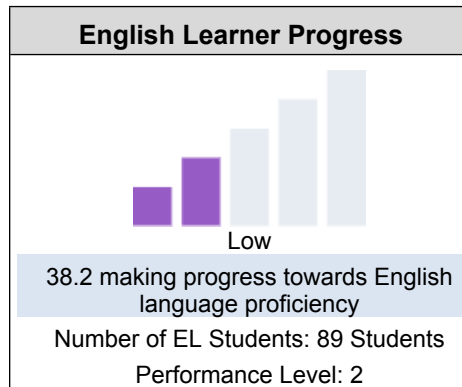 English Learner Progress
Low
38.2 making progress towards English
language proficiency
Number of EL Students: 89 Students
Performance Level: 2